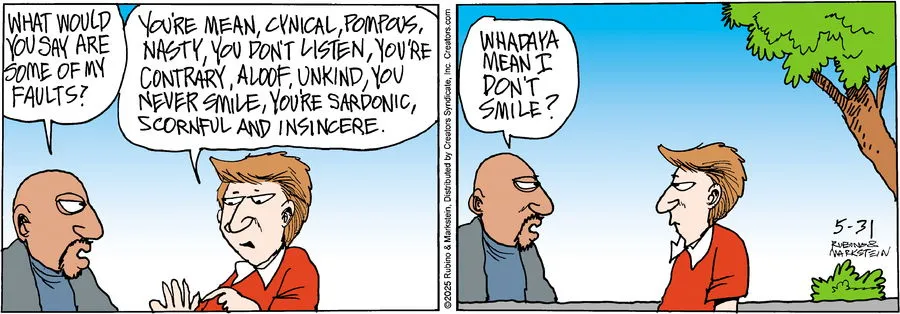 WHAT WOULD
YOU SAY ARE
SOME OF MY
FAULTS?
YOU'RE MEAN, CYNICAL, POMPOUS,
NASTY, YOU DON'T LISTEN, YOU'RE
CONTRARY, ALOOF, UNKIND, YOU
NEVER SMILE, YOU'RE SARDONIC,
SCORNFUL AND INSINCERE.
©2025 Rubino & Markstein, Distributed by Creators Syndicate, Inc. Creators.com
WHADAYA
MEAN I
DON'T
SMILE?
5-31
RUBINO &
MARKSTEIN